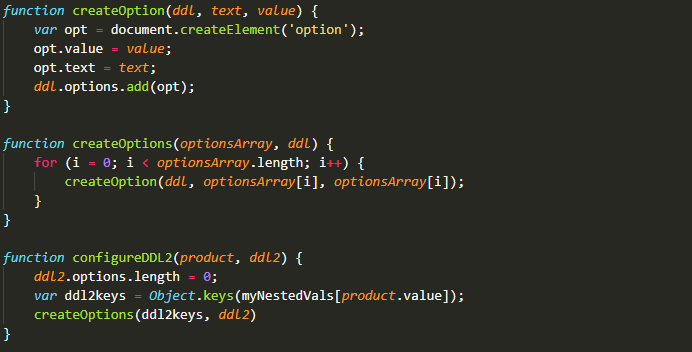 function createOption(ddl, text, value) {
    var opt = document.createElement('option');
    opt.value = value;
    opt.text = text;
    ddl.options.add(opt);
}

function createOptions(optionsArray, ddl) {
    for (i = 0; i < optionsArray.length; i++) {
        createOption(ddl, optionsArray[i], optionsArray[i]);
    }
}

function configureDDL2(product, ddl2) {
    ddl2.options.length = 0;
    var ddl2keys = Object.keys(myNestedVals[product.value]);
    createOptions(ddl2keys, ddl2)
}